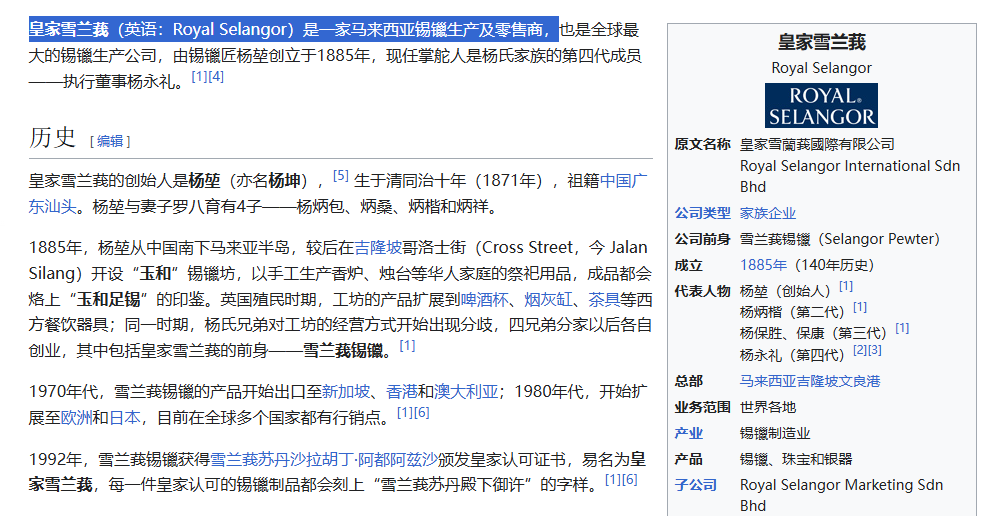 皇家雪兰莪（英语：Royal Selangor）是一家马来西亚锡镴生产及零售商，也是全球最
大的锡镴生产公司，由锡镴匠杨堃创立于1885年，现任掌舵人是杨氏家族的第四代成员
——执行董事杨永礼。[1][4]
历史 [ 编辑 ]
皇家雪兰莪的创始人是杨堃（亦名杨坤），[5] 生于清同治十年（1871年），祖籍中国广
东汕头。杨堃与妻子罗八育有4子——杨炳包、炳桑、炳楷和炳祥。
1885年，杨堃从中国南下马来亚半岛，较后在吉隆坡哥洛士街（Cross Street，今 Jalan
Silang）开设“玉和”锡镴坊，以手工生产香炉、烛台等华人家庭的祭祀用品，成品都会
烙上“玉和足锡”的印鉴。英国殖民时期，工坊的产品扩展到啤酒杯、烟灰缸、茶具等西
方餐饮器具；同一时期，杨氏兄弟对工坊的经营方式开始出现分歧，四兄弟分家以后各自
创业，其中包括皇家雪兰莪的前身——雪兰莪锡镴。[1]
1970年代，雪兰莪锡镴的产品开始出口至新加坡、香港和澳大利亚；1980年代，开始扩
展至欧洲和日本，目前在全球多个国家都有行销点。[1][6]
1992年，雪兰莪锡镴获得雪兰莪苏丹沙拉胡丁·阿都阿兹沙颁发皇家认可证书，易名为皇
家雪兰莪，每一件皇家认可的锡镴制品都会刻上“雪兰莪苏丹殿下御许”的字样。[1][6]
皇家雪兰莪
Royal Selangor
ROYAL®
SELANGOR
原文名称 皇家雪蘭莪國際有限公司
Royal Selangor International Sdn
Bhd
公司类型 家族企业
公司前身 雪兰莪锡镴（Selangor Pewter）
成立 1885年（140年历史）
代表人物 杨堃（创始人）[1]
杨炳楷（第二代）[1]
杨保胜、保康（第三代）[1]
杨永礼（第四代）[2][3]
总部 马来西亚吉隆坡文良港
业务范围 世界各地
产业 锡镴制造业
产品 锡镴、珠宝和银器
子公司 Royal Selangor Marketing Sdn
Bhd